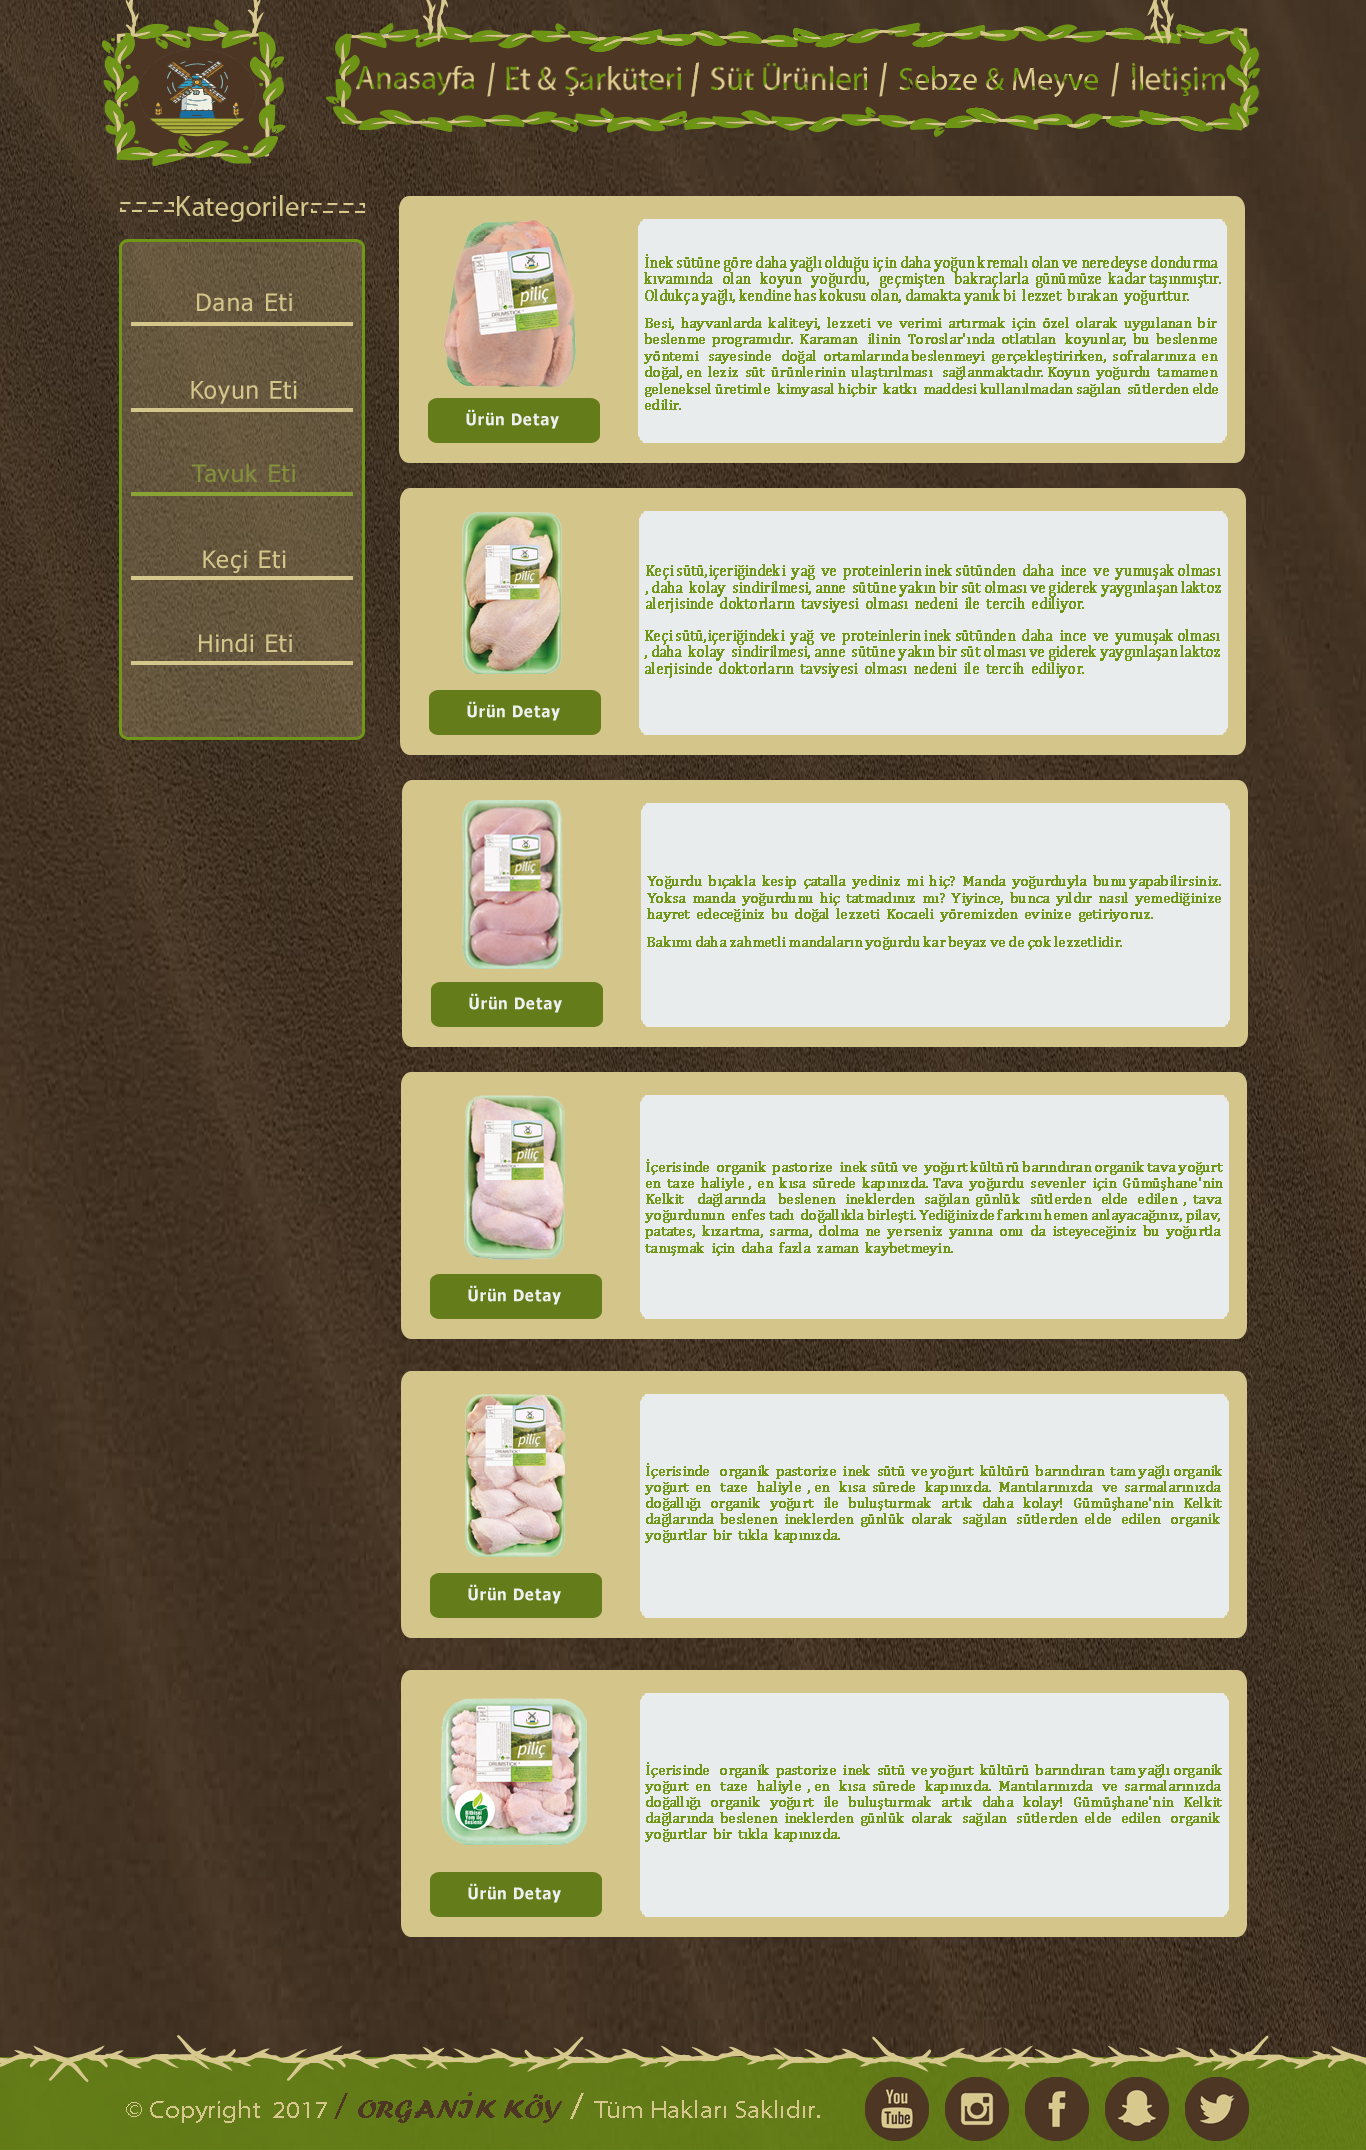 Anasayfa / Et & Şarküteri / Süt Ürünleri / Sebze & Meyve / İletişim
Kategoriler
Dana Eti
Koyun Eti
Tavuk Eti
Keçi Eti
Hindi Eti
piliç
DRUMSTICK
Ürün Detay
İnek sütüne göre daha yağlı olduğu için daha yoğun kremalı olan ve neredeyse dondurma
kıvamında olan koyun yoğurdu, geçmişten bakraçlarla günümüze kadar taşınmıştır.
Oldukça yağlı, kendine has kokusu olan, damakta yanık bi lezzet bırakan yoğurttur.
Besi, hayvanlarda kaliteyi, lezzeti ve verimi artırmak için özel olarak uygulanan bir
beslenme programıdır. Karaman ilinin Toroslar'ında otlatılan koyunlar, bu beslenme
yöntemi sayesinde doğal ortamlarında beslenmeyi gerçekleştirirken, sofralarınıza en
doğal, en leziz süt ürünlerinin ulaştırılması sağlanmaktadır. Koyun yoğurdu tamamen
geleneksel üretimle kimyasal hiçbir katkı maddesi kullanılmadan sağılan sütlerden elde
edilir.
piliç
Ürün Detay
Keçi sütü,içeriğindeki yağ ve proteinlerin inek sütünden daha ince ve yumuşak olması
, daha kolay sindirilmesi, anne sütüne yakın bir süt olması ve giderek yaygınlaşan laktoz
alerjisinde doktorların tavsiyesi olması nedeni ile tercih ediliyor.
Keçi sütü,içeriğindeki yağ ve proteinlerin inek sütünden daha ince ve yumuşak olması
, daha kolay sindirilmesi, anne sütüne yakın bir süt olması ve giderek yaygınlaşan laktoz
alerjisinde doktorların tavsiyesi olması nedeni ile tercih ediliyor.
piliç
Ürün Detay
Yoğurdu bıçakla kesip çatalla yediniz mi hiç? Manda yoğurduyla bunu yapabilirsiniz.
Yoksa manda yoğurdunu hiç tatmadınız mı? Yiyince, bunca yıldır nasıl yemediğinize
hayret edeceğiniz bu doğal lezzeti Kocaeli yöremizden evinize getiriyoruz.
Bakımı daha zahmetli mandaların yoğurdu kar beyaz ve de çok lezzetlidir.
piliç
Ürün Detay
İçerisinde organik pastorize inek sütü ve yoğurt kültürü barındıran organik tava yoğurt
en taze haliyle , en kısa sürede kapınızda. Tava yoğurdu sevenler için Gümüşhane'nin
Kelkit dağlarında beslenen ineklerden sağılan günlük sütlerden elde edilen , tava
yoğurdunun enfes tadı doğallıkla birleşti. Yediğinizde farkını hemen anlayacağınız, pilav,
patates, kızartma, sarma, dolma ne yerseniz yanına onu da isteyeceğiniz bu yoğurtla
tanışmak için daha fazla zaman kaybetmeyin.
piliç
DRUMSTICK
Ürün Detay
İçerisinde organik pastorize inek sütü ve yoğurt kültürü barındıran tam yağlı organik
yoğurt en taze haliyle , en kısa sürede kapınızda. Mantılarınızda ve sarmalarınızda
doğallığı organik yoğurt ile buluşturmak artık daha kolay! Gümüşhane'nin Kelkit
dağlarında beslenen ineklerden günlük olarak sağılan sütlerden elde edilen organik
yoğurtlar bir tıkla kapınızda.
piliç
DRUMSTICK
Bitkisel
Yem ile
Beslenen
Ürün Detay
İçerisinde organik pastorize inek sütü ve yoğurt kültürü barındıran tam yağlı organik
yoğurt en taze haliyle , en kısa sürede kapınızda. Mantılarınızda ve sarmalarınızda
doğallığı organik yoğurt ile buluşturmak artık daha kolay! Gümüşhane'nin Kelkit
dağlarında beslenen ineklerden günlük olarak sağılan sütlerden elde edilen organik
yoğurtlar bir tıkla kapınızda.
© Copyright 2017 / ORGANİK KÖY / Tüm Hakları Saklıdır.
You
Tube